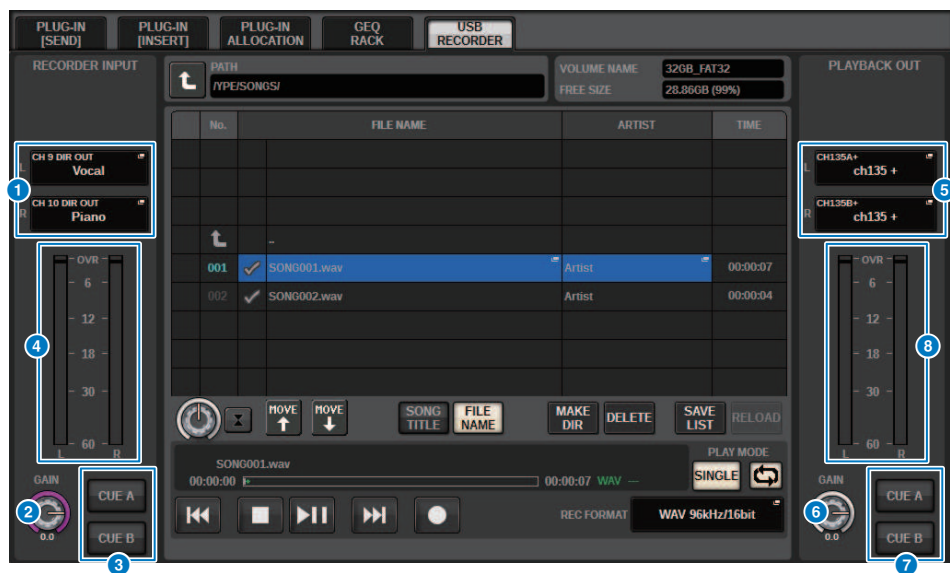 PLUG-IN [SEND]
PLUG-IN [INSERT]
PLUG-IN ALLOCATION
GEQ RACK
USB RECORDER
RECORDER INPUT
PATH
/YPE/SONGS/
VOLUME NAME 32GB_FAT32
FREE SIZE 28.86GB (99%)
PLAYBACK OUT
No. FILE NAME ARTIST TIME
L CH 9 DIR OUT
Vocal
1
R CH 10 DIR OUT
Piano
L CH135A+
ch135 +
5
R CH135B+
ch135 +
-
001 SONG001.wav Artist 00:00:07
002 SONG002.wav Artist 00:00:04
OVR
6
12
18
30
60
L R
4
OVR
6
12
18
30
60
L R
8
MOVE
MOVE
SONG TITLE
FILE NAME
MAKE DIR
DELETE
SAVE LIST
RELOAD
SONG001.wav
00:00:00 00:00:07 WAV ---
PLAY MODE
SINGLE
REC FORMAT WAV 96kHz/16bit
GAIN
2
0.0
CUE A
CUE B
3
GAIN
6
0.0
CUE A
CUE B
7